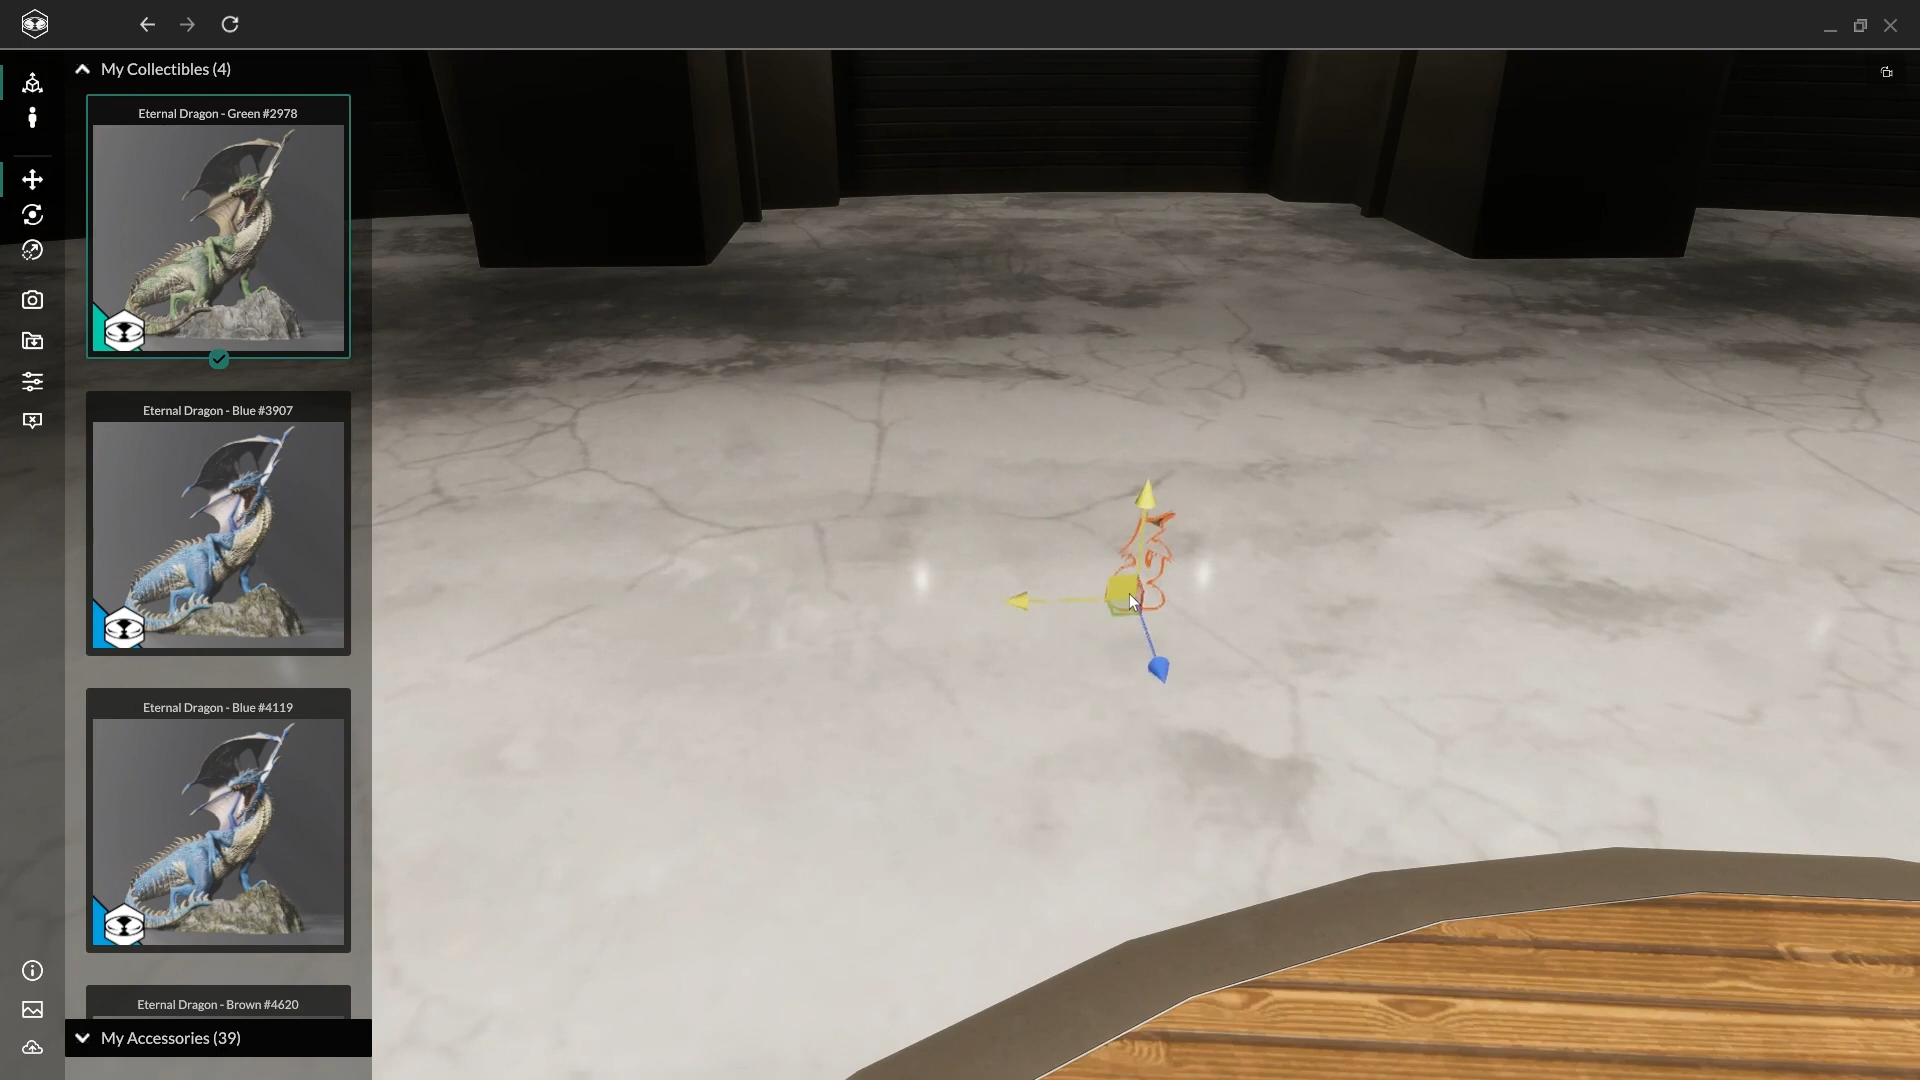 My Collectibles (4)
Eternal Dragon - Green #2978
Eternal Dragon - Blue #3907
Eternal Dragon - Blue #4119
Eternal Dragon - Brown #4620
My Accessories (39)